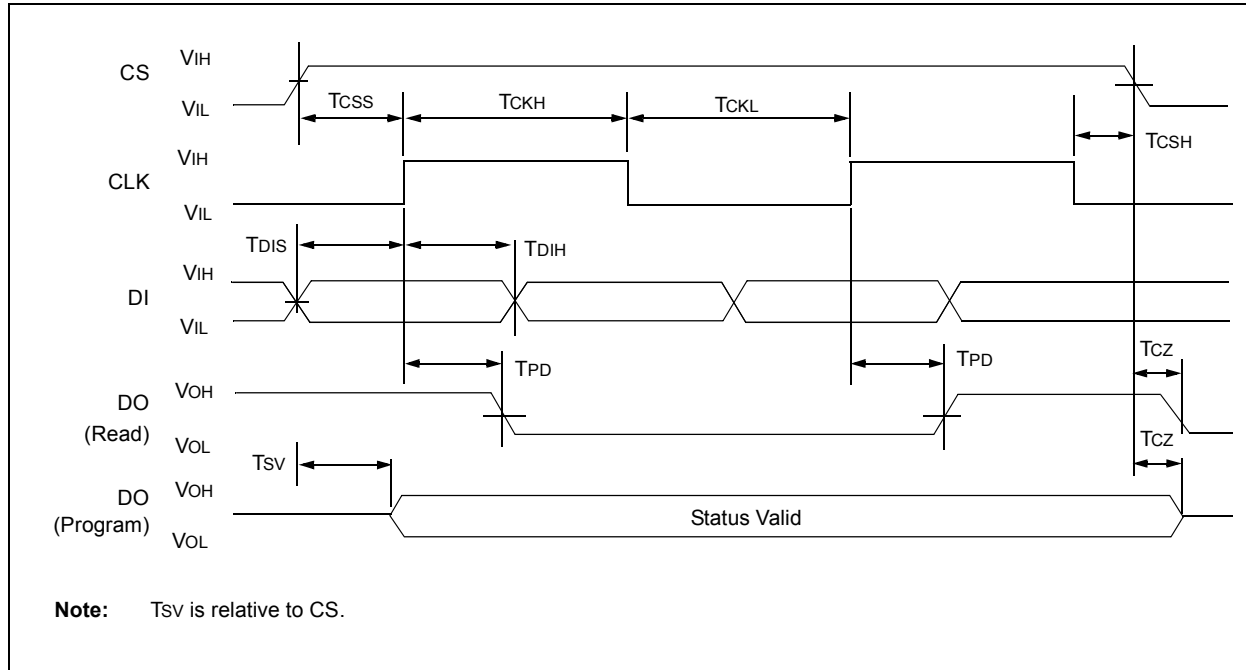 CS
VIH
VIL
TCSS
TCKH
TCKL
TCSH
CLK
VIH
VIL
TDIS
TDIH
DI
VIH
VIL
TPD
TPD
TCZ
DO
(Read)
VOH
VOL
TCZ
TSV
DO
(Program)
VOH
VOL
Status Valid
Note: TSV is relative to CS.